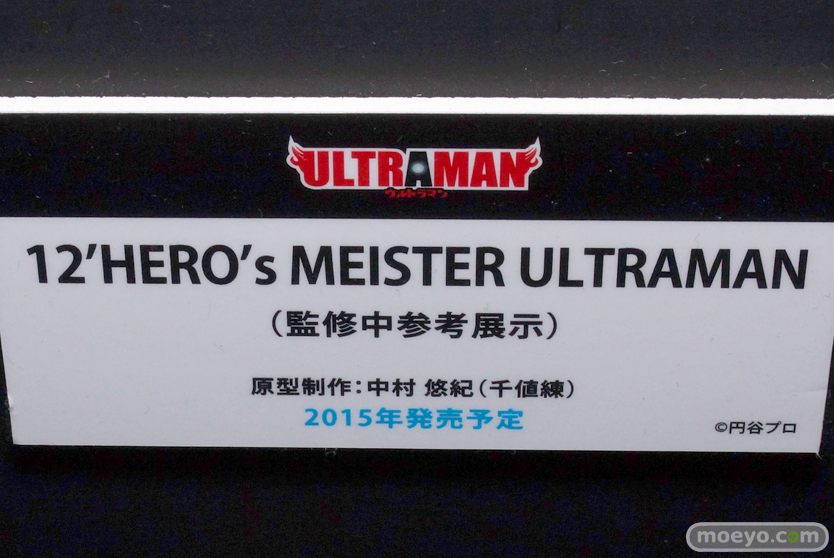 ULTRAMAN
ウルトラマン
12'HERO's MEISTER ULTRAMAN
（監修中参考展示）
原型制作：中村 悠紀（千値練）
2015年発売予定
©円谷プロ
moeyo.com